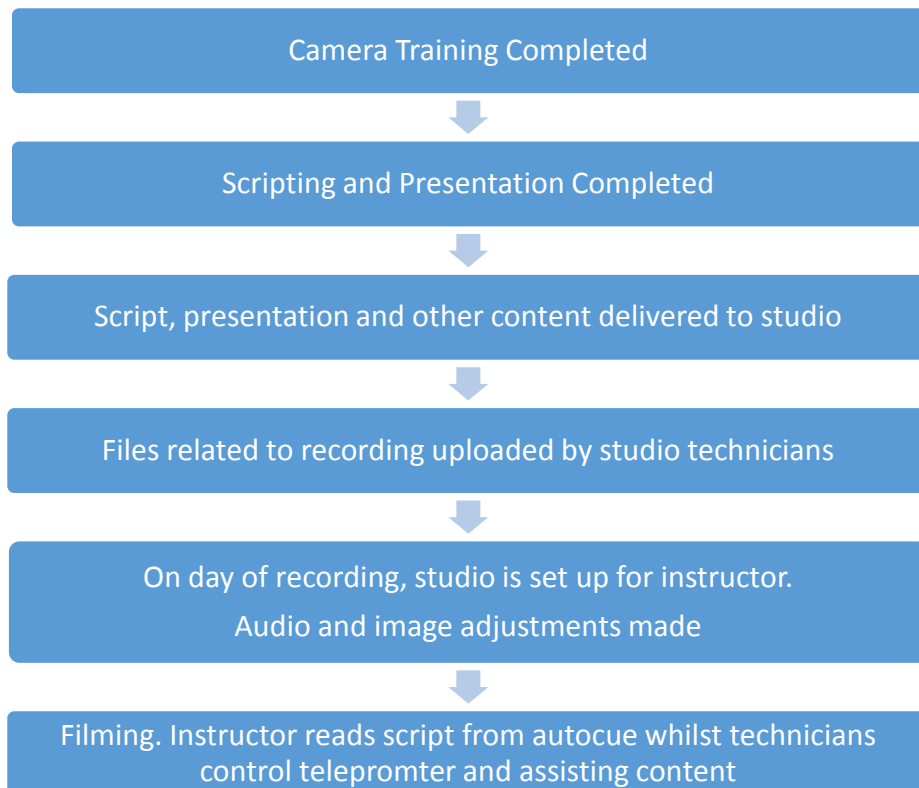 Camera Training Completed
Scripting and Presentation Completed
Script, presentation and other content delivered to studio
Files related to recording uploaded by studio technicians
On day of recording, studio is set up for instructor.
Audio and image adjustments made
Filming. Instructor reads script from autocue whilst technicians
control telepromter and assisting content